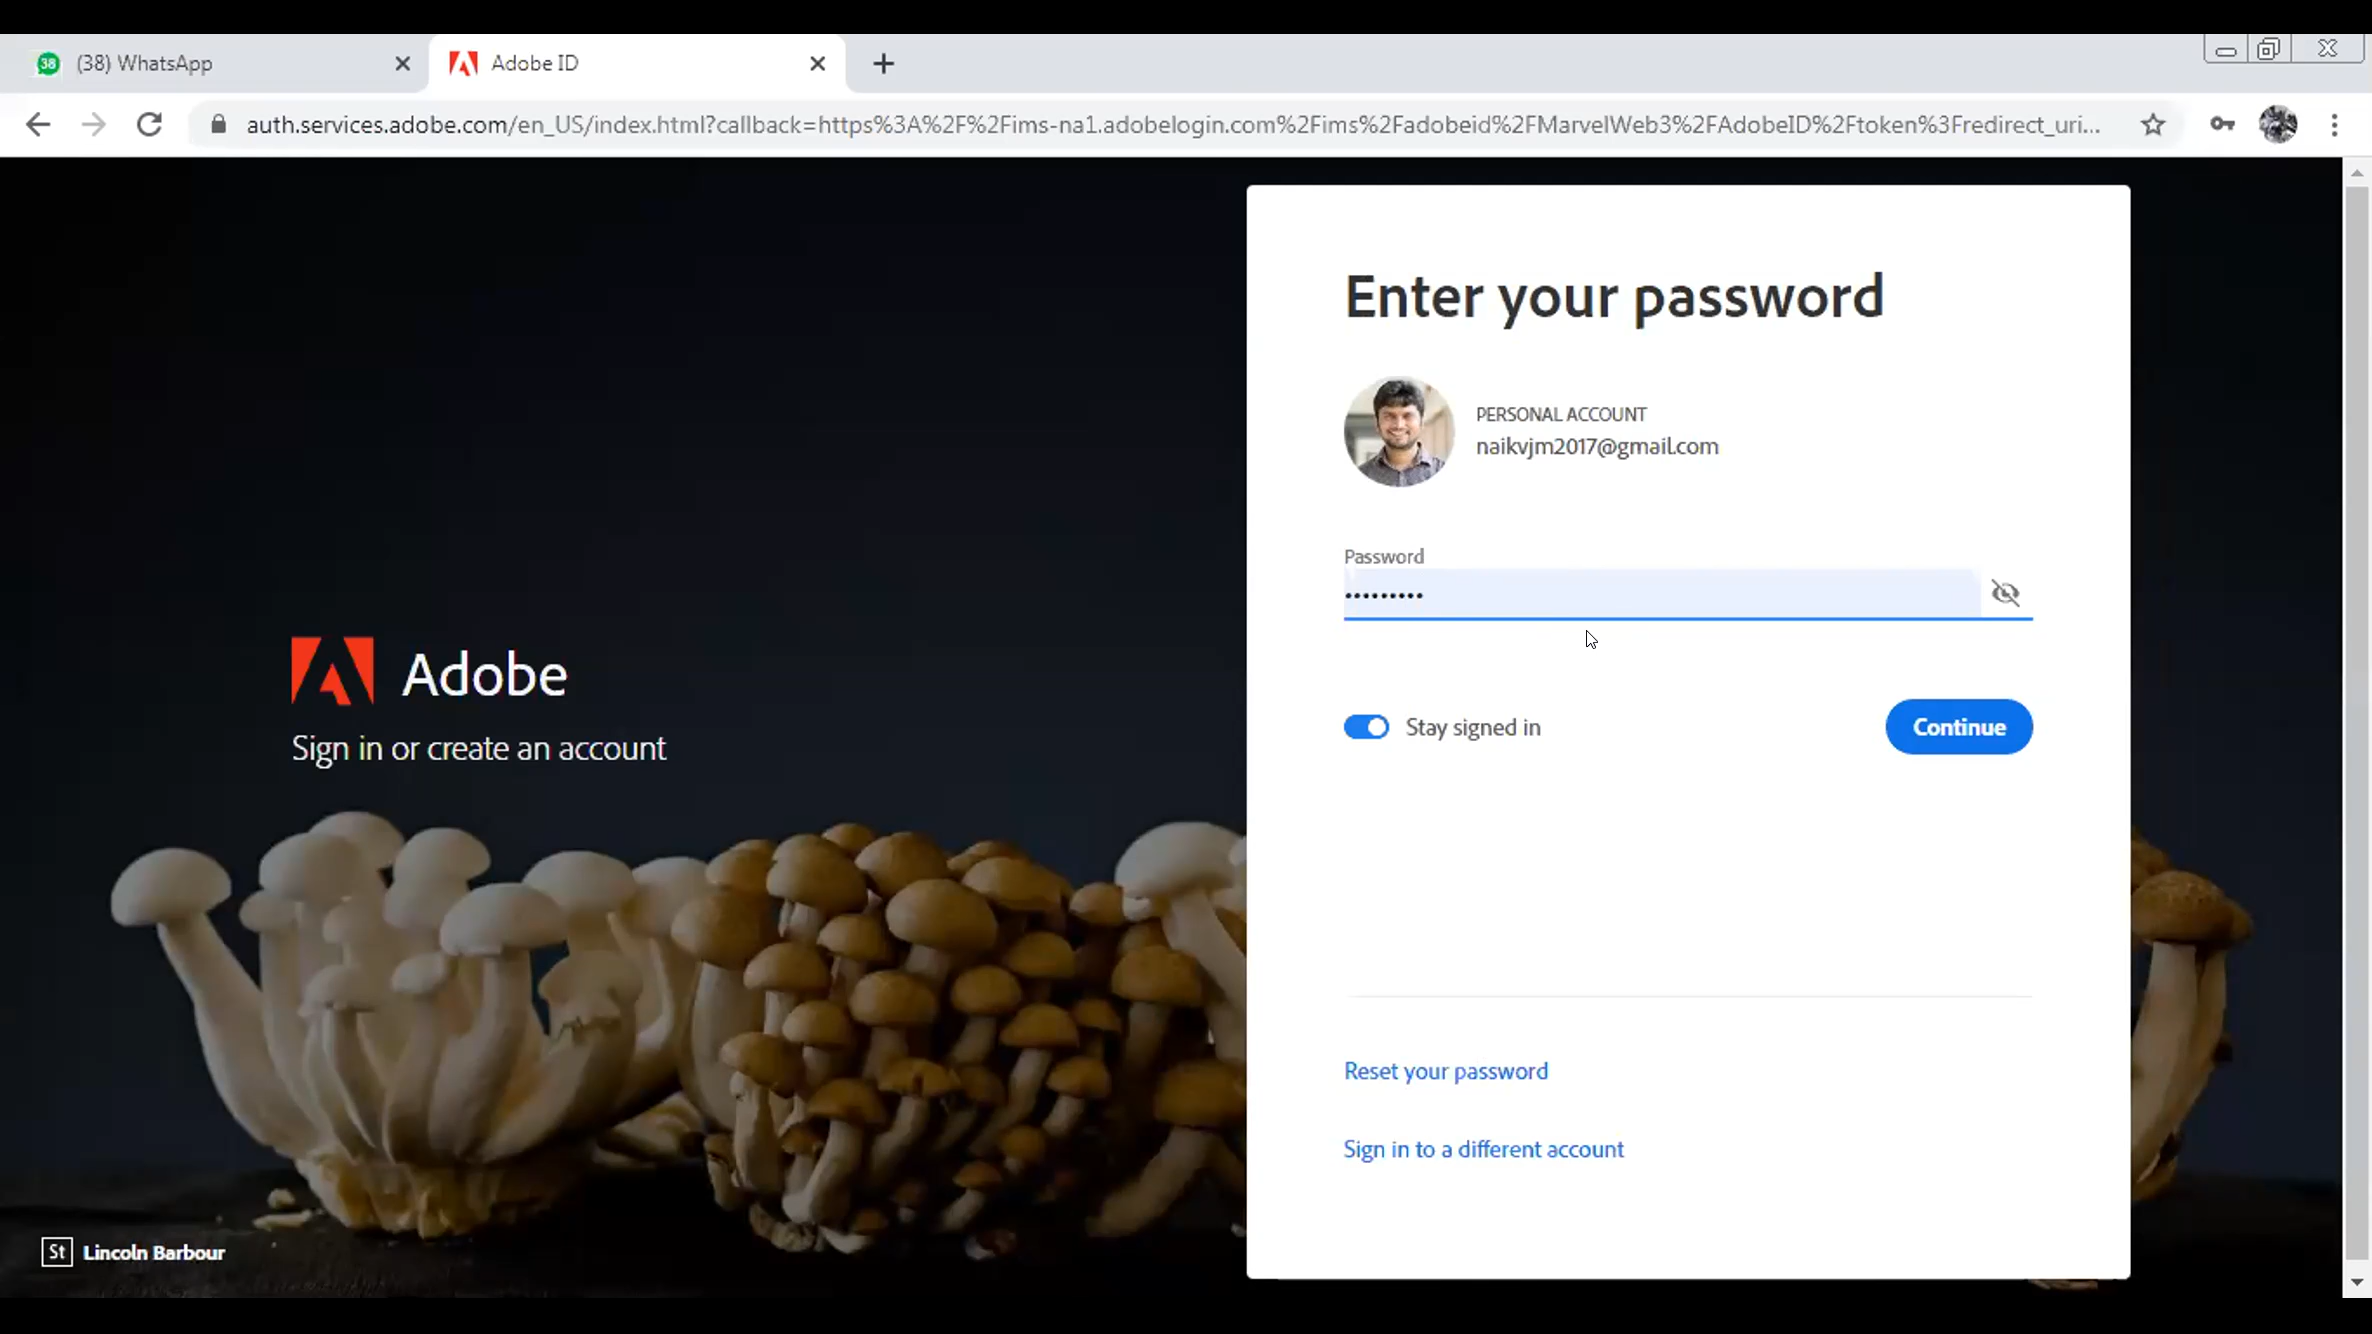 38 (38) WhatsApp
Adobe ID
auth.services.adobe.com/en_US/index.html?callback=https%3A%2F%2Fims-na1.adobelogin.com%2Fims%2Fadobeid%2FMarvelWeb3%2FAdobeID%2Ftoken%3Fredirect_uri...
Enter your password
PERSONAL ACCOUNT
naikvjm2017@gmail.com
Password
•••••••••
Adobe
Sign in or create an account
Stay signed in
Continue
Reset your password
Sign in to a different account
St Lincoln Barbour